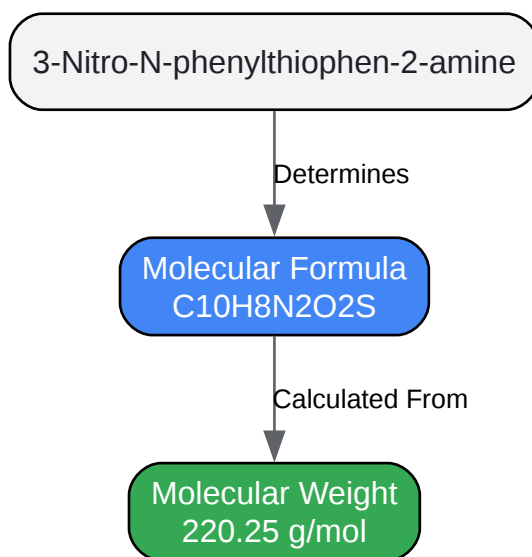 3-Nitro-N-phenylthiophen-2-amine
Determines
Molecular Formula
C10H8N2O2S
Calculated From
Molecular Weight
220.25 g/mol